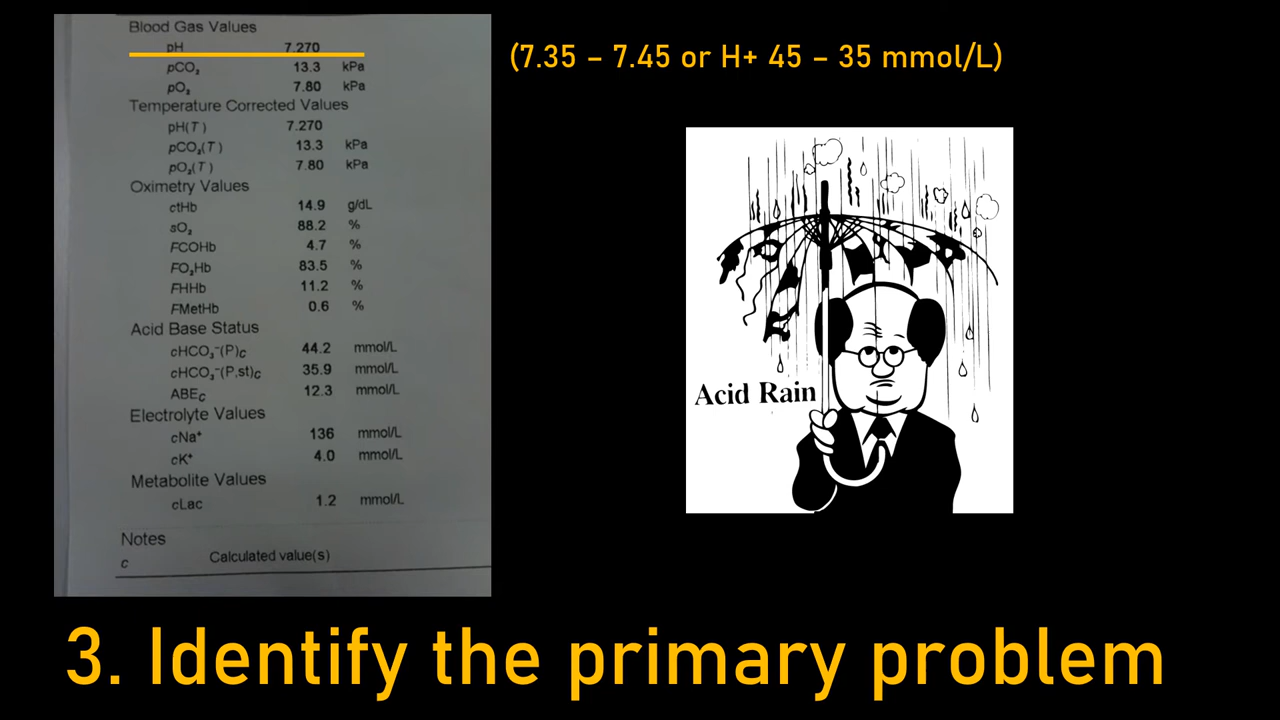 Blood Gas Values
pH 7.270
pCO₂ 13.3 kPa
pO₂ 7.80 kPa
Temperature Corrected Values
pH(T) 7.270
pCO₂(T) 13.3 kPa
pO₂(T) 7.80 kPa
Oximetry Values
ctHb 14.9 g/dL
sO₂ 88.2 %
FCOHb 4.7 %
FO₂Hb 83.5 %
FHHb 11.2 %
FMetHb 0.6 %
Acid Base Status
cHCO₃⁻(P)c 44.2 mmol/L
cHCO₃⁻(P,st)c 35.9 mmol/L
ABEc 12.3 mmol/L
Electrolyte Values
cNa⁺ 136 mmol/L
cK⁺ 4.0 mmol/L
Metabolite Values
cLac 1.2 mmol/L
Notes
c Calculated value(s)
(7.35 – 7.45 or H+ 45 – 35 mmol/L)
Acid Rain
3. Identify the primary problem